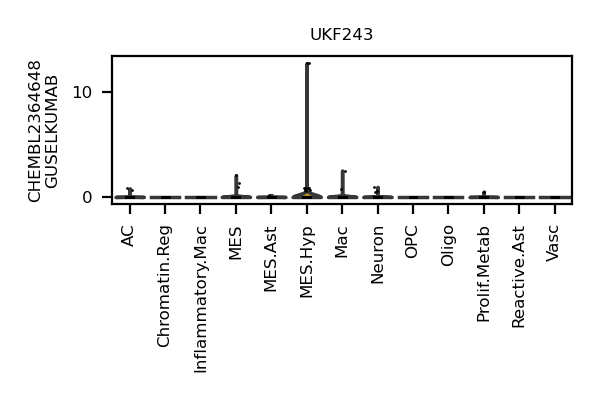 UKF243
CHEMBL2364648
GUSELKUMAB
10
0
AC
Chromatin.Reg
Inflammatory.Mac
MES
MES.Ast
MES.Hyp
Mac
Neuron
OPC
Oligo
Prolif.Metab
Reactive.Ast
Vasc